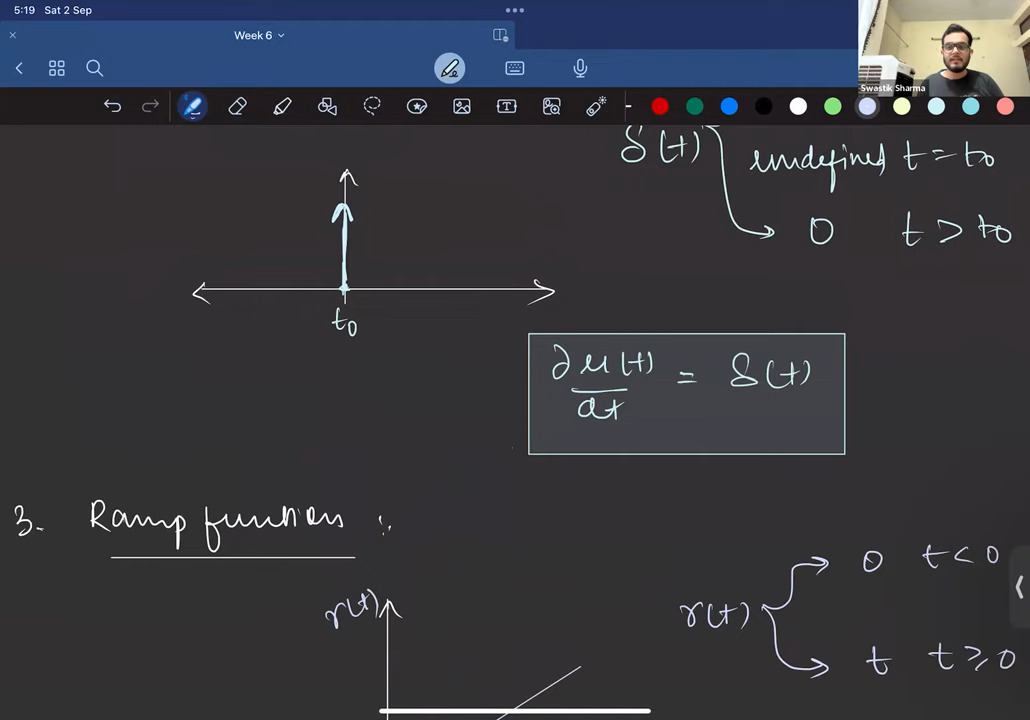 5:19 Sat 2 Sep
Week 6
Swastik Sharma
δ(t)
undefined t = t0
0 t > t0
t0
∂u(t)
∂t
= δ(t)
3. Ramp function :
r(t)
r(t)
0 t < 0
t t ≥ 0